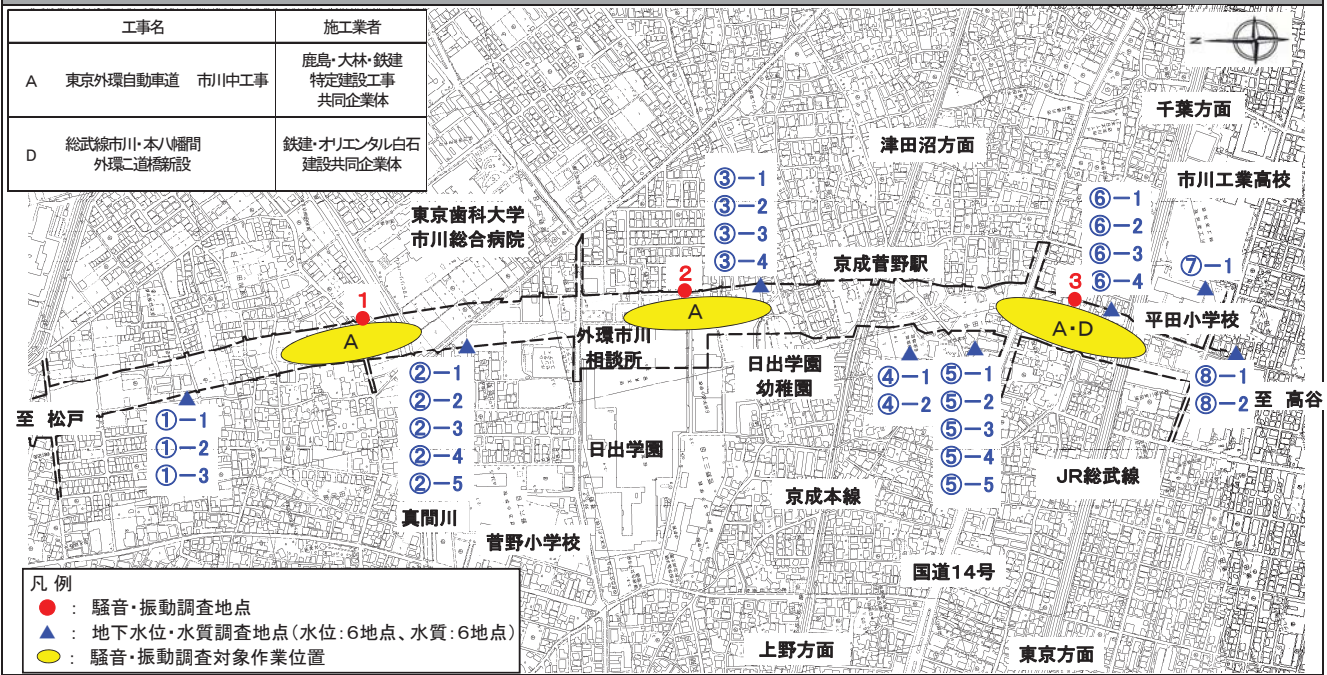 工事名 施工業者
A 東京外環自動車道 市川中工事
鹿島・大林・鉄建
特定建設工事
共同企業体
D 総武線市川・本八幡間
外環二道橋新設
鉄建・オリエンタル白石
建設共同企業体
N
千葉方面
津田沼方面
市川工業高校
東京歯科大学
市川総合病院
③-1
③-2
③-3
③-4
京成菅野駅
⑥-1
⑥-2
⑥-3
⑥-4
⑦-1
1
2
3
A
A
A・D
平田小学校
外環市川
相談所
日出学園
幼稚園
至 松戸
①-1
①-2
①-3
②-1
②-2
②-3
②-4
②-5
④-1
④-2
⑤-1
⑤-2
⑤-3
⑤-4
⑤-5
⑧-1
⑧-2
至 高谷
日出学園
JR総武線
京成本線
真間川
菅野小学校
国道14号
上野方面
東京方面
凡 例
: 騒音・振動調査地点
: 地下水位・水質調査地点(水位:6地点、水質:6地点)
: 騒音・振動調査対象作業位置